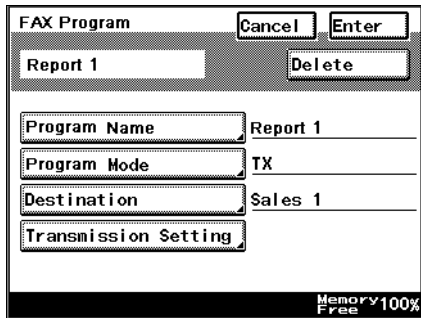 FAX Program Cancel Enter
Report 1 Delete
Program Name Report 1
Program Mode TX
Destination Sales 1
Transmission Setting
Memory Free 100%